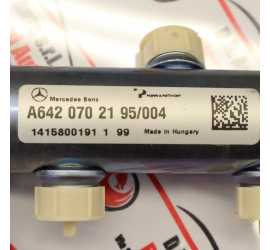 Mercedes Benz
A642 070 21 95/004
1415800191 1 99
Made in Hungary